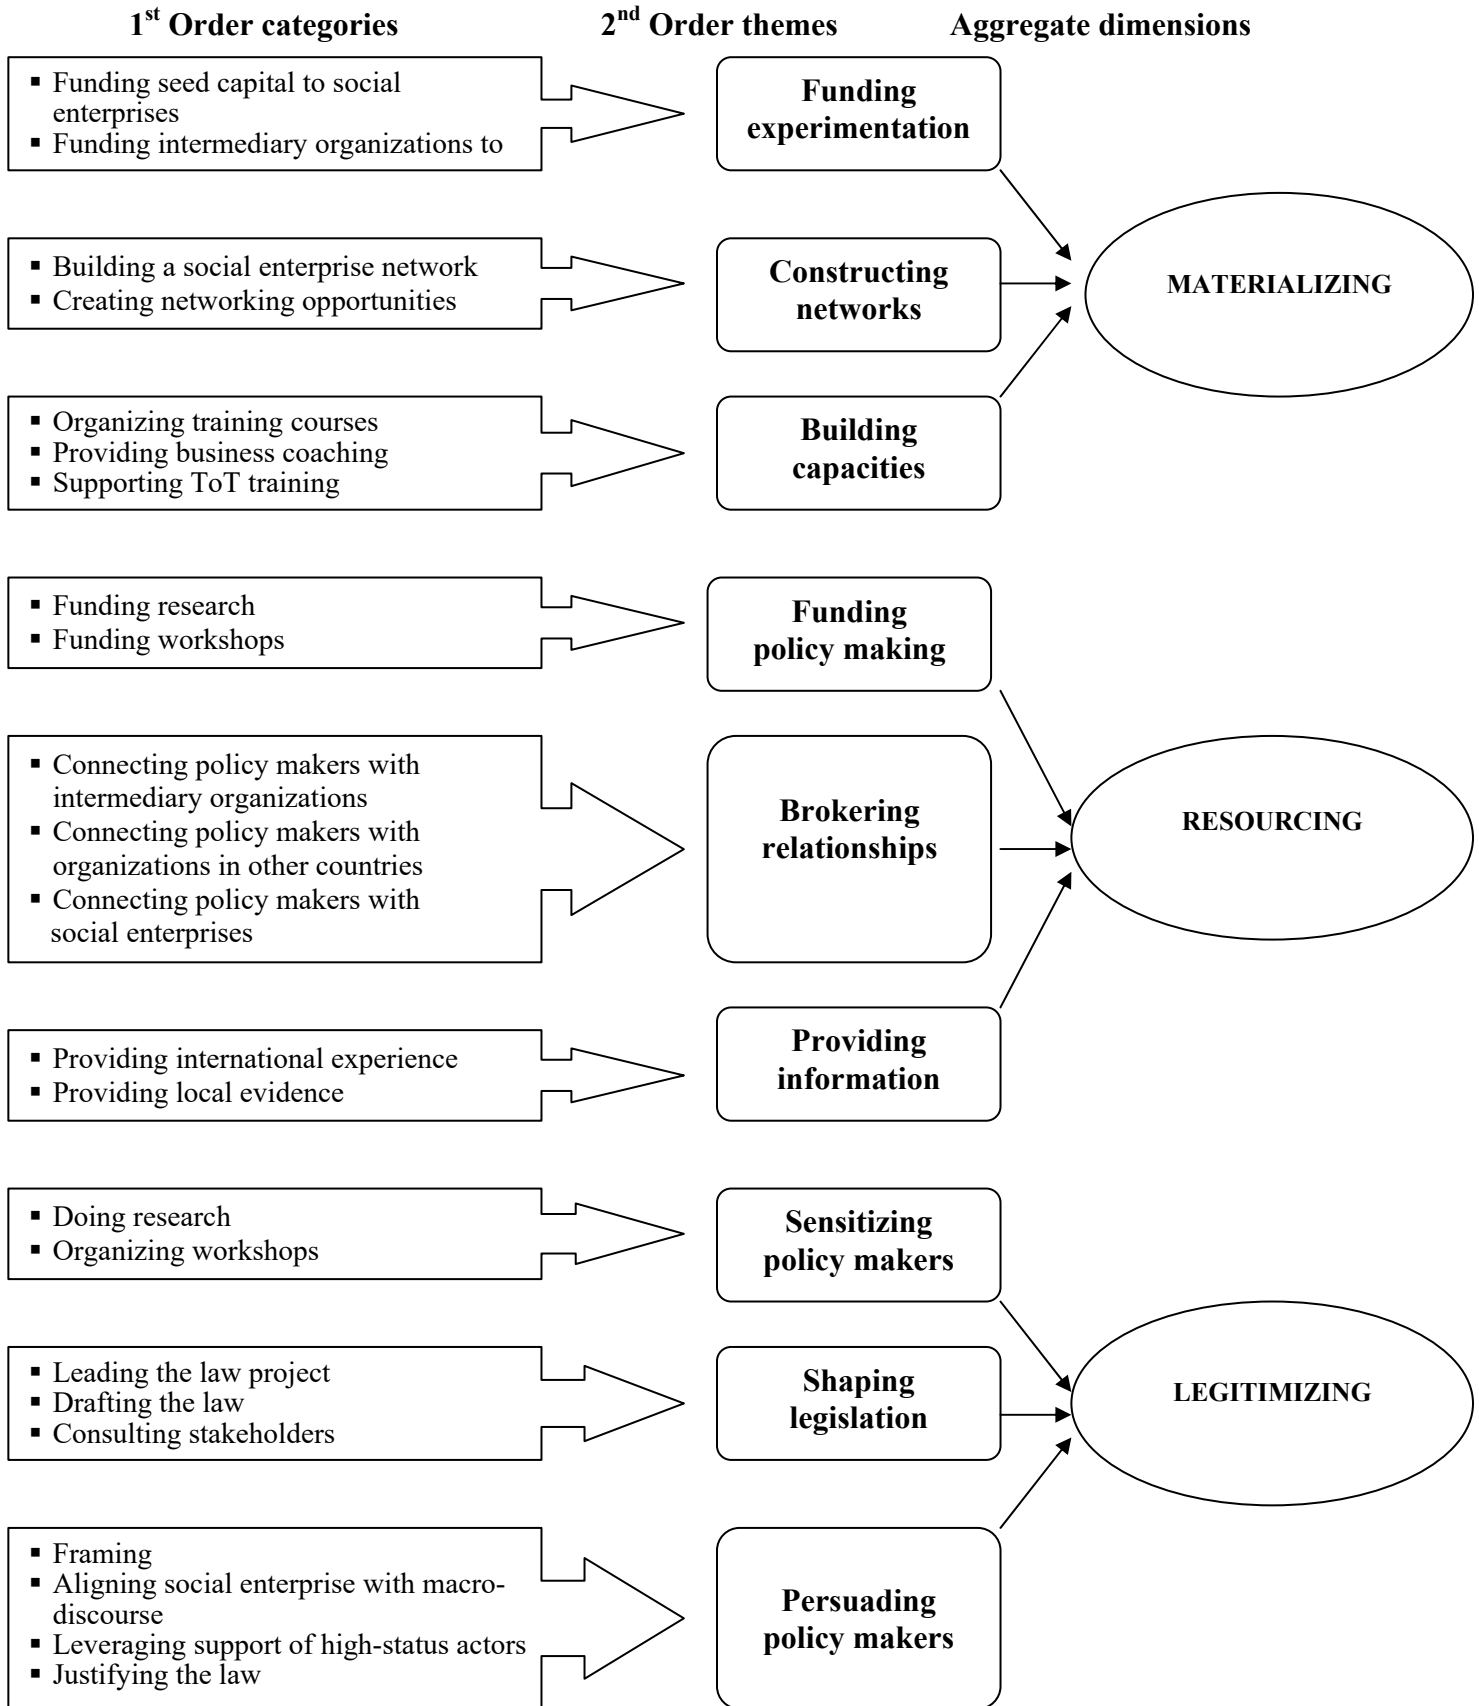 1st Order categories
2nd Order themes
Aggregate dimensions
▪ Funding seed capital to social
enterprises
▪ Funding intermediary organizations to
Funding
experimentation
▪ Building a social enterprise network
▪ Creating networking opportunities
Constructing
networks
MATERIALIZING
▪ Organizing training courses
▪ Providing business coaching
▪ Supporting ToT training
Building
capacities
▪ Funding research
▪ Funding workshops
Funding
policy making
▪ Connecting policy makers with
intermediary organizations
▪ Connecting policy makers with
organizations in other countries
▪ Connecting policy makers with
social enterprises
Brokering
relationships
RESOURCING
▪ Providing international experience
▪ Providing local evidence
Providing
information
▪ Doing research
▪ Organizing workshops
Sensitizing
policy makers
▪ Leading the law project
▪ Drafting the law
▪ Consulting stakeholders
Shaping
legislation
LEGITIMIZING
▪ Framing
▪ Aligning social enterprise with macro-
discourse
▪ Leveraging support of high-status actors
▪ Justifying the law
Persuading
policy makers